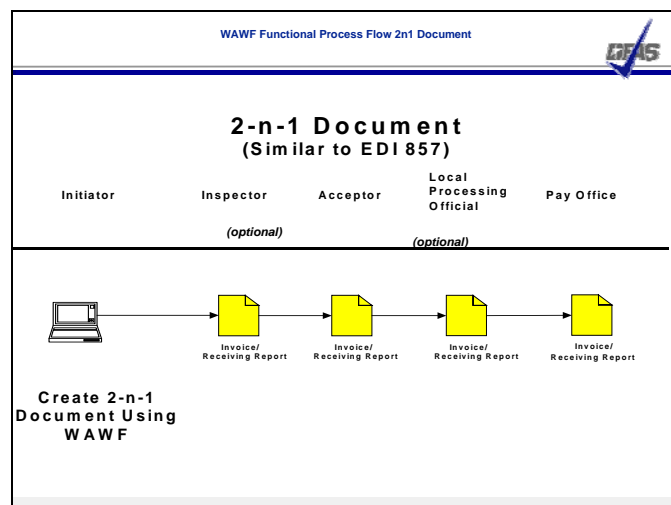 WAWF Functional Process Flow 2n1 Document
DFAS
2-n-1 Document
(Similar to EDI 857)
Initiator
Inspector
(optional)
Acceptor
Local
Processing
Official
(optional)
Pay Office
Invoice/
Receiving Report
Invoice/
Receiving Report
Invoice/
Receiving Report
Invoice/
Receiving Report
Create 2-n-1
Document Using
WAWF